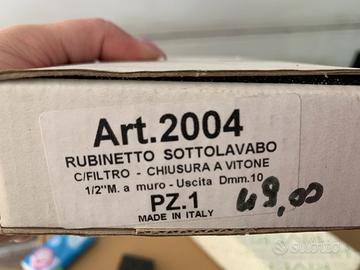 Art.2004
RUBINETTO SOTTOLAVABO
C/FILTRO - CHIUSURA A VITONE
1/2"M. a muro - Uscita Dmm.10
PZ.1
MADE IN ITALY
49,00
subito